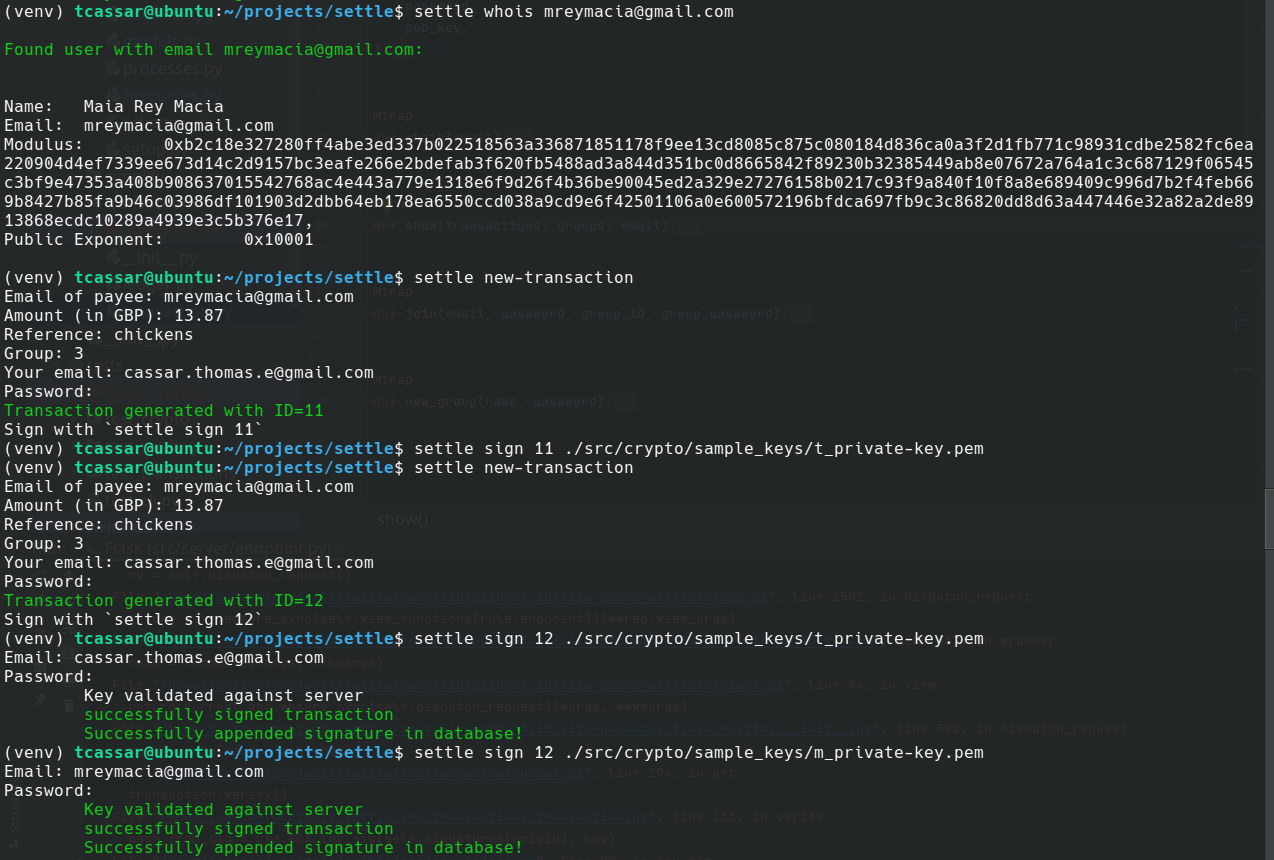 (venv) tcassar@ubuntu:~/projects/settle$ settle whois mreymacia@gmail.com
Found user with email mreymacia@gmail.com:
Name:   Maia Rey Macia
Email:  mreymacia@gmail.com
Modulus:        0xb2c18e327280ff4abe3ed337b022518563a336871851178f9ee13cd8085c875c080184d836ca0a3f2d1fb771c98931cdbe2582fc6ea
220904d4ef7339ee673d14c2d9157bc3eafe266e2bdefab3f620fb5488ad3a844d351bc0d8665842f89230b32385449ab8e07672a764a1c3c687129f06545
c3bf9e47353a408b908637015542768ac4e443a779e1318e6f9d26f4b36be90045ed2a329e27276158b0217c93f9a840f10f8a8e689409c996d7b2f4feb66
9b8427b85fa9b46c03986df101903d2dbb64eb178ea6550ccd038a9cd9e6f42501106a0e600572196bfdca697fb9c3c86820dd8d63a447446e32a82a2de89
13868ecdc10289a4939e3c5b376e17,
Public Exponent:        0x10001
(venv) tcassar@ubuntu:~/projects/settle$ settle new-transaction
Email of payee: mreymacia@gmail.com
Amount (in GBP): 13.87
Reference: chickens
Group: 3
Your email: cassar.thomas.e@gmail.com
Password:
Transaction generated with ID=11
Sign with `settle sign 11`
(venv) tcassar@ubuntu:~/projects/settle$ settle sign 11 ./src/crypto/sample_keys/t_private-key.pem
(venv) tcassar@ubuntu:~/projects/settle$ settle new-transaction
Email of payee: mreymacia@gmail.com
Amount (in GBP): 13.87
Reference: chickens
Group: 3
Your email: cassar.thomas.e@gmail.com
Password:
Transaction generated with ID=12
Sign with `settle sign 12`
(venv) tcassar@ubuntu:~/projects/settle$ settle sign 12 ./src/crypto/sample_keys/t_private-key.pem
Email: cassar.thomas.e@gmail.com
Password:
Key validated against server
successfully signed transaction
Successfully appended signature in database!
(venv) tcassar@ubuntu:~/projects/settle$ settle sign 12 ./src/crypto/sample_keys/m_private-key.pem
Email: mreymacia@gmail.com
Password:
Key validated against server
successfully signed transaction
Successfully appended signature in database!